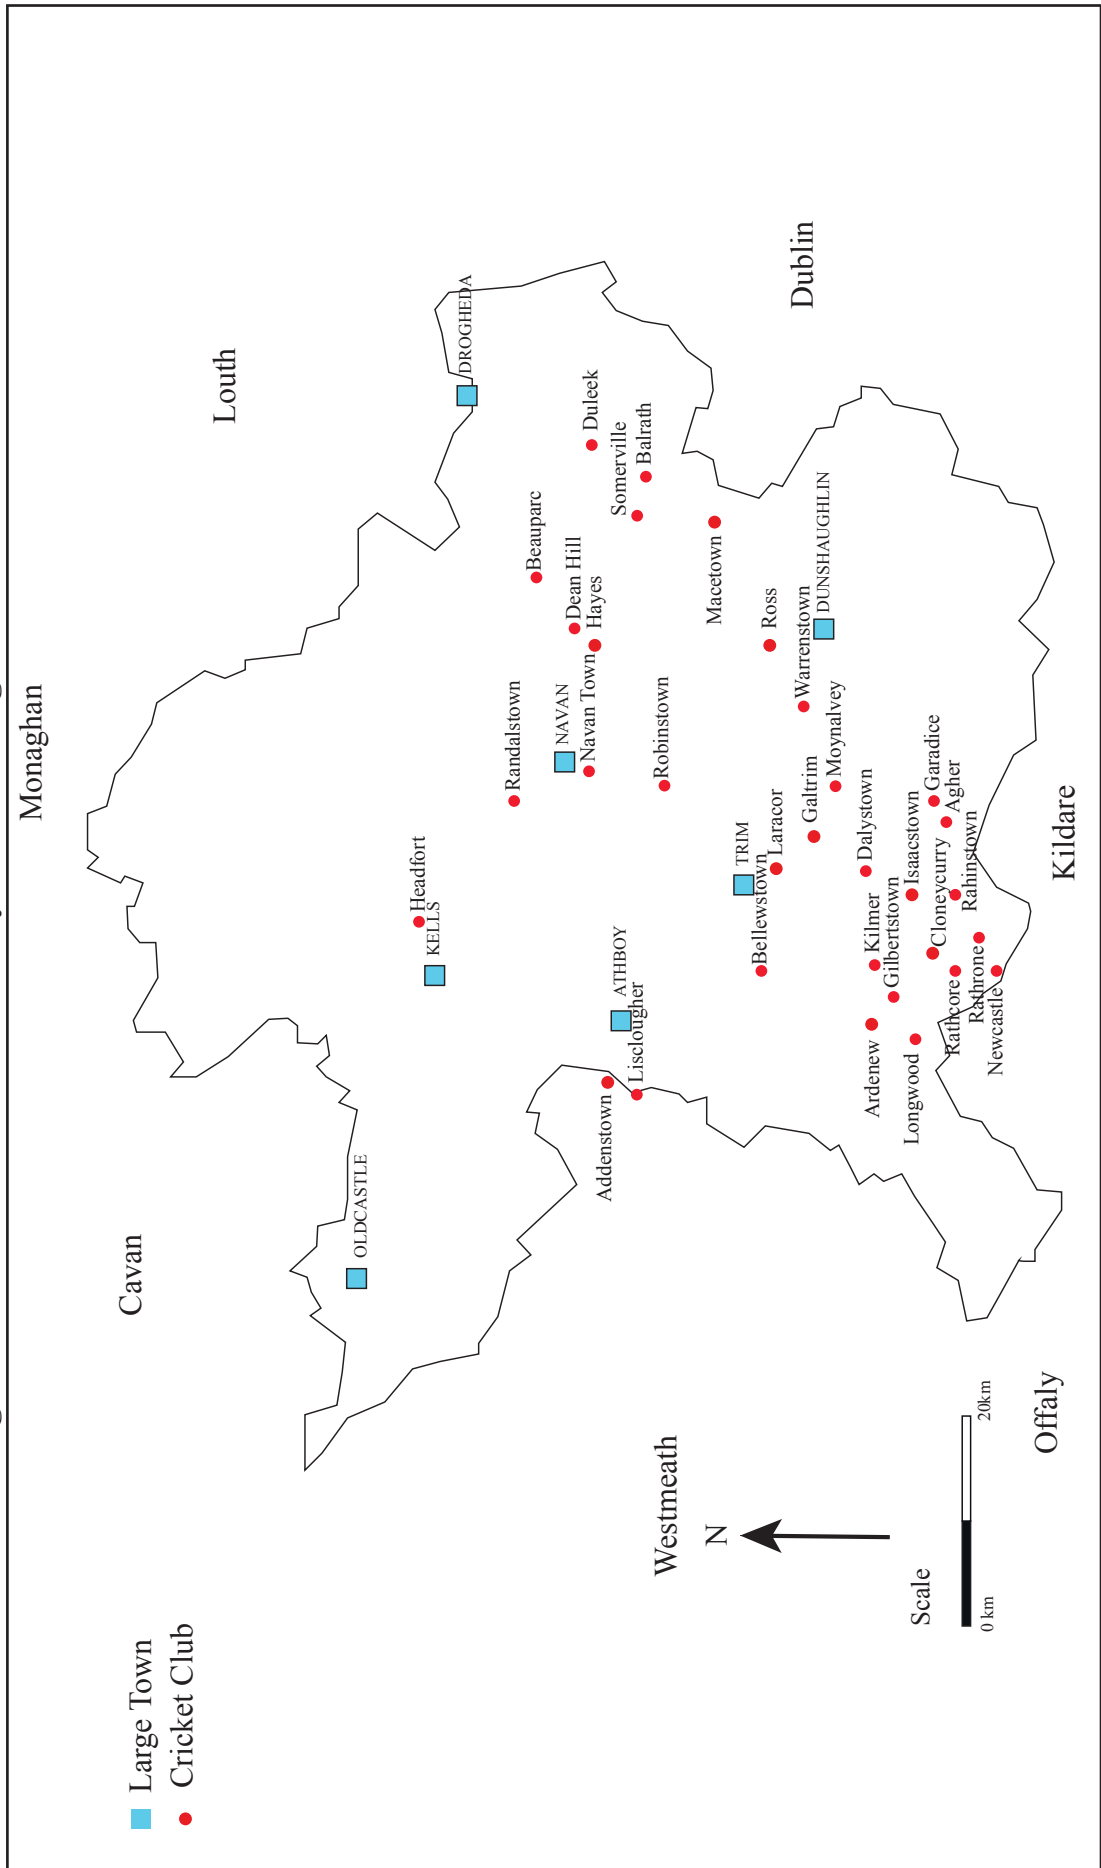 Monaghan
Large Town
Cavan
Cricket Club
Louth
OLDCASTLE
Headfort
KELLS
DROGHEDA
Randalstown
Beauparc
NAVAN
Dean Hill
Navan Town
Hayes
Duleek
Addenstown
ATHBOY
Somerville
Lisclougher
Balrath
Robinstown
Westmeath
N
Macetown
TRIM
Bellewstown
Laracor
Ross
Dublin
Warrenstown
Galtrim
DUNSHAUGHLIN
Moynalvey
Dalystown
Ardenew
Kilmer
Gilbertstown
Longwood
Isaacstown
Scale
Garadice
Cloneycurry
Agher
Rathcore
Rahinstown
Rathrone
Newcastle
0 km
20km
Offaly
Kildare